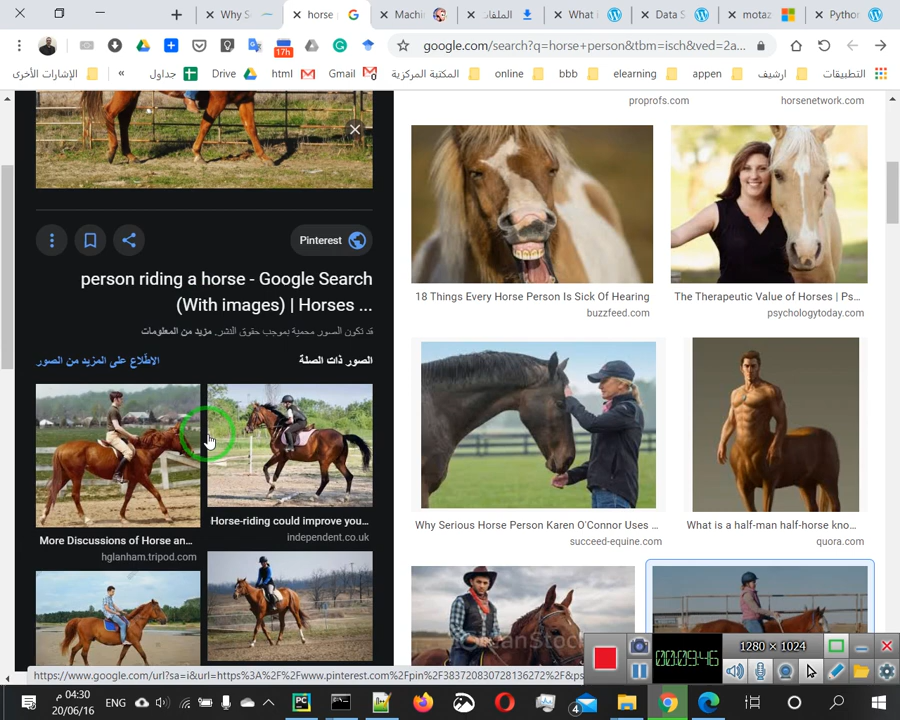 Why S
horse
Machi
الملفات
What i
Data S
motaz
Python
google.com/search?q=horse+person&tbm=isch&ved=2a...
17h
الإشارات الأخرى
»
جداول
Drive
html
Gmail
المكتبة المركزية
online
bbb
elearning
appen
ارشيف
التطبيقات
proprofs.com
horsenetwork.com
Pinterest
person riding a horse - Google Search
(With images) | Horses ...
قد تكون الصور محمية بموجب حقوق النشر. مزيد من المعلومات
الصور ذات الصلة
الاطّلاع على المزيد من الصور
18 Things Every Horse Person Is Sick Of Hearing
buzzfeed.com
The Therapeutic Value of Horses | Ps...
psychologytoday.com
More Discussions of Horse an...
hglanham.tripod.com
Horse-riding could improve you...
independent.co.uk
Why Serious Horse Person Karen O'Connor Uses ...
succeed-equine.com
What is a half-man half-horse kno...
quora.com
https://www.google.com/url?sa=i&url=https%3A%2F%2Fwww.pinterest.com%2Fpin%2F383720830728136272%2F&ps
00:09:46
1280 × 1024
04:30 م
20/06/16
ENG
PC
4